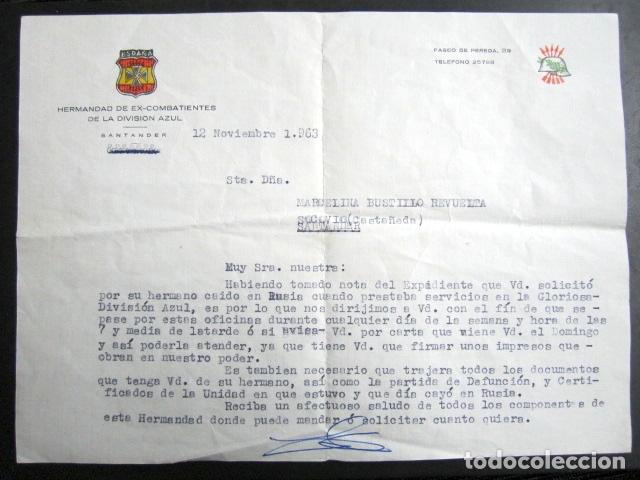 ESPAÑA
HERMANDAD DE EX-COMBATIENTES
DE LA DIVISION AZUL
SANTANDER
PASEO DE PEREDA, 29
TELEFONO 25798
12 Noviembre 1.963
Sta. Dña.
MARCELINA BUSTILLO REVUELTA
SOCOVIO(Castañeda)
SANTANDER
Muy Sra. nuestra:
Habiendo tomado nota del Expediente que Vd. solicitó
por su hermano caido en Rusia cuando prestaba servicios en la Gloriosa-
División Azul, es por lo que nos dirijimos a Vd. con el fín de que se-
pase por estas oficinas durante cualquier día de la semana y hora de las
7 y media de latarde ó si avisa- Vd. por carta que viene Vd. el Domingo
y así poderla atender, ya que tiene Vd. que firmar unos impresos que -
obran en nuestro poder.
Es tambien necesario que trajera todos los documentos
que tenga Vd. de su hermano, así como la partida de Defunción, y Certi-
ficados de la Unidad en que estuvo y que día cayó en Rusia.
Reciba un afectuoso saludo de todos los componentes de
esta Hermandad donde puede mandar ó solicitar cuanto quiera.
todocoleccion.net